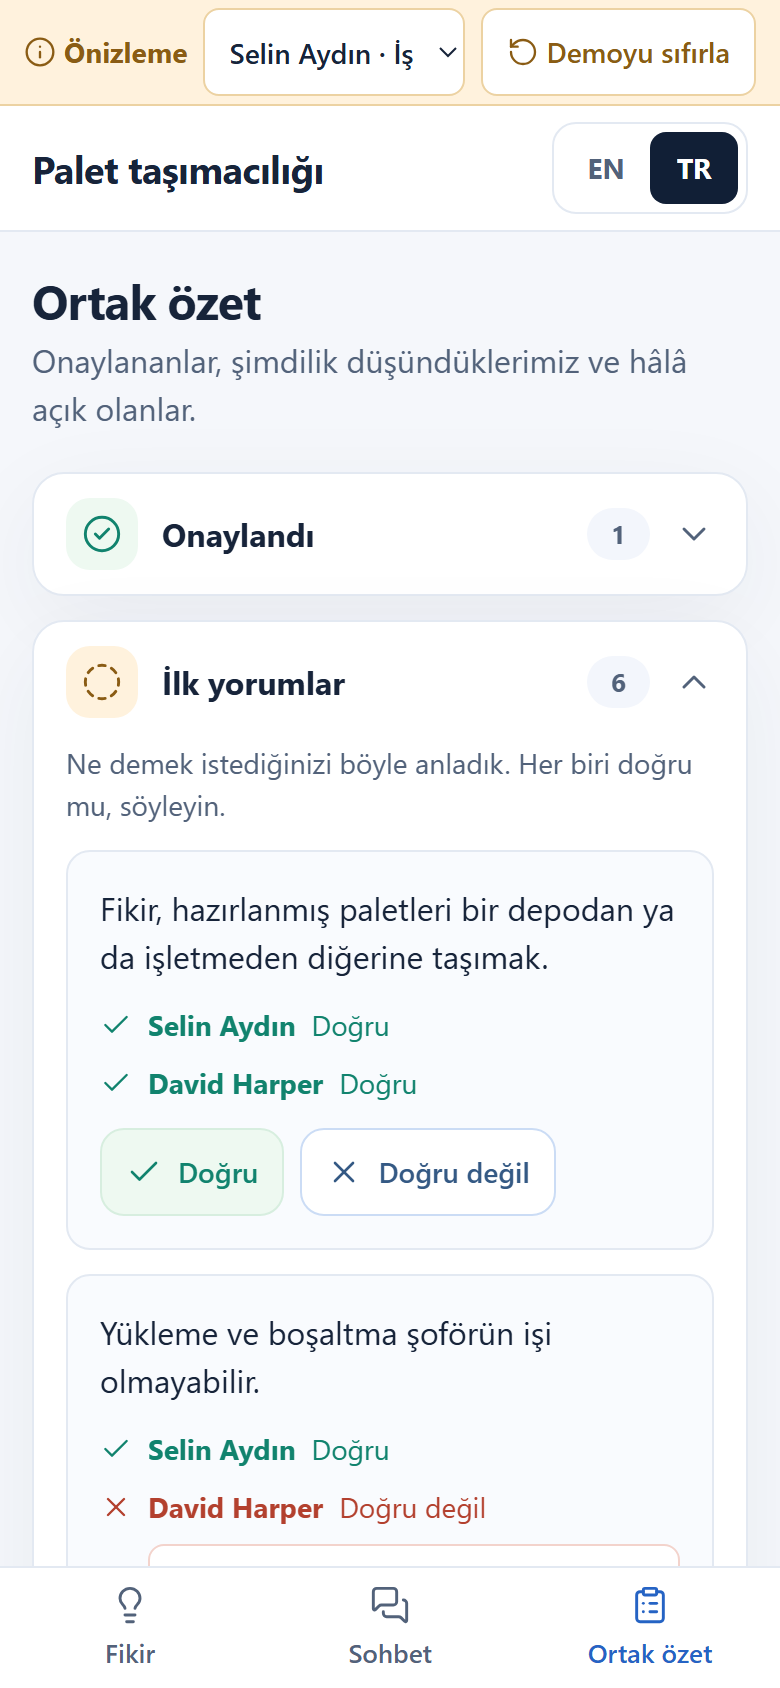 Önizleme
Selin Aydın · İş
Demoyu sıfırla
Palet taşımacılığı
EN
TR
Ortak özet
Onaylananlar, şimdilik düşündüklerimiz ve hâlâ
açık olanlar.
Onaylandı
1
İlk yorumlar
6
Ne demek istediğinizi böyle anladık. Her biri doğru
mu, söyleyin.
Fikir, hazırlanmış paletleri bir depodan ya
da işletmeden diğerine taşımak.
Selin Aydın Doğru
David Harper Doğru
Doğru
Doğru değil
Yükleme ve boşaltma şoförün işi
olmayabilir.
Selin Aydın Doğru
David Harper Doğru değil
Fikir
Sohbet
Ortak özet